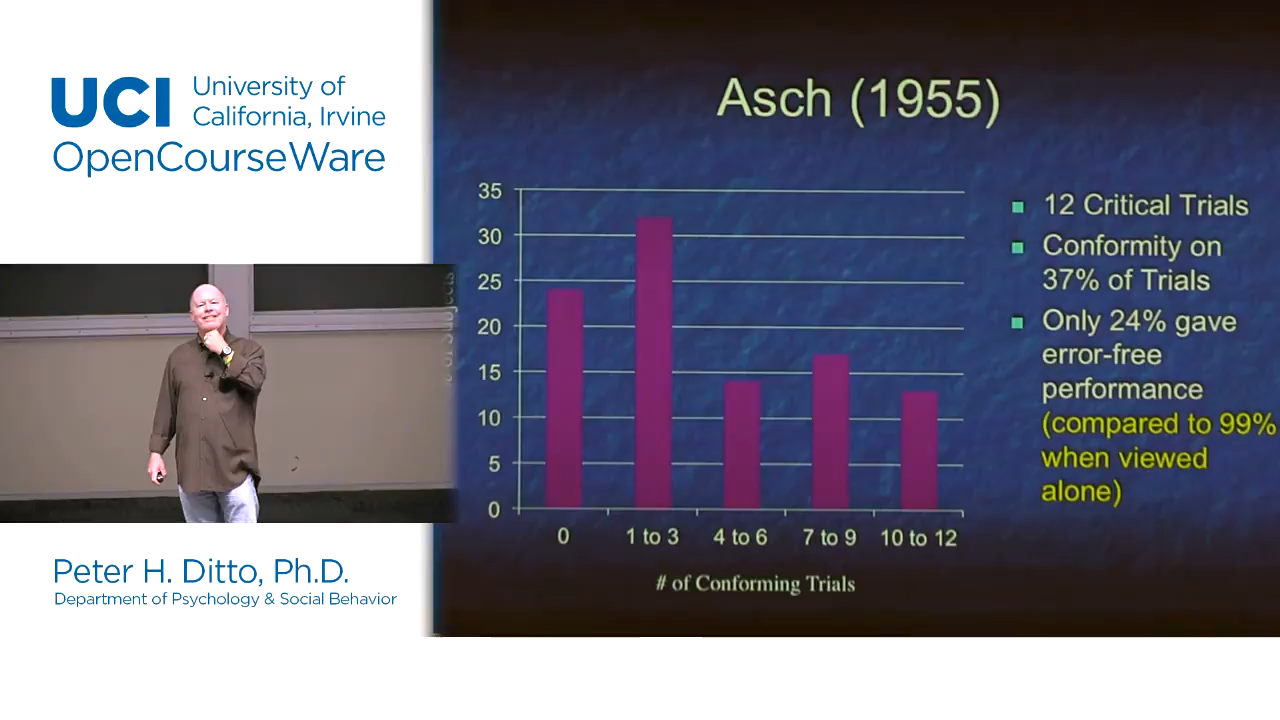 UCI University of
California, Irvine
OpenCourseWare
Peter H. Ditto, Ph.D.
Department of Psychology & Social Behavior
Asch (1955)
35
30
25
20
15
10
5
0
0 1 to 3 4 to 6 7 to 9 10 to 12
# of Conforming Trials
12 Critical Trials
Conformity on
37% of Trials
Only 24% gave
error-free
performance
(compared to 99%
when viewed
alone)